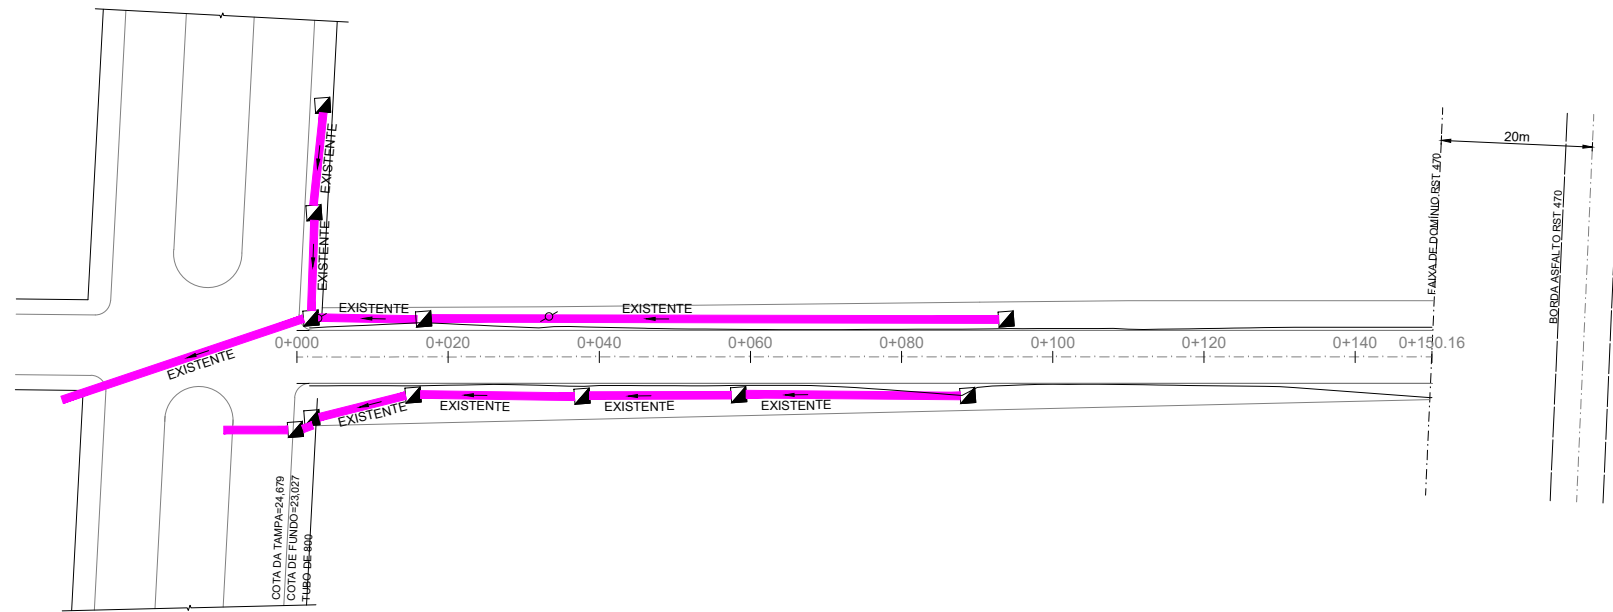 EXISTENTE
EXISTENTE
20m
FAIXA DE DOMÍNIO RST 470
BORDA ASFALTO RST 470
EXISTENTE
EXISTENTE
EXISTENTE
0+000
0+020
0+040
0+060
0+080
0+100
0+120
0+140
0+150.16
EXISTENTE
EXISTENTE
EXISTENTE
EXISTENTE
COTA DA TAMPA=24,679
COTA DE FUNDO=23,027
TUBO DE 800